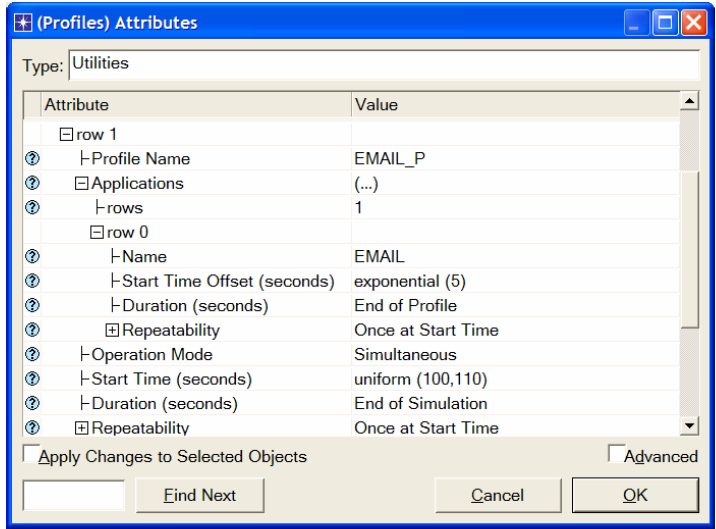 (Profiles) Attributes
Type: Utilities
Attribute Value
row 1
Profile Name EMAIL_P
Applications (...)
rows 1
row 0
Name EMAIL
Start Time Offset (seconds) exponential (5)
Duration (seconds) End of Profile
Repeatability Once at Start Time
Operation Mode Simultaneous
Start Time (seconds) uniform (100,110)
Duration (seconds) End of Simulation
Repeatability Once at Start Time
Apply Changes to Selected Objects Advanced
Find Next Cancel OK